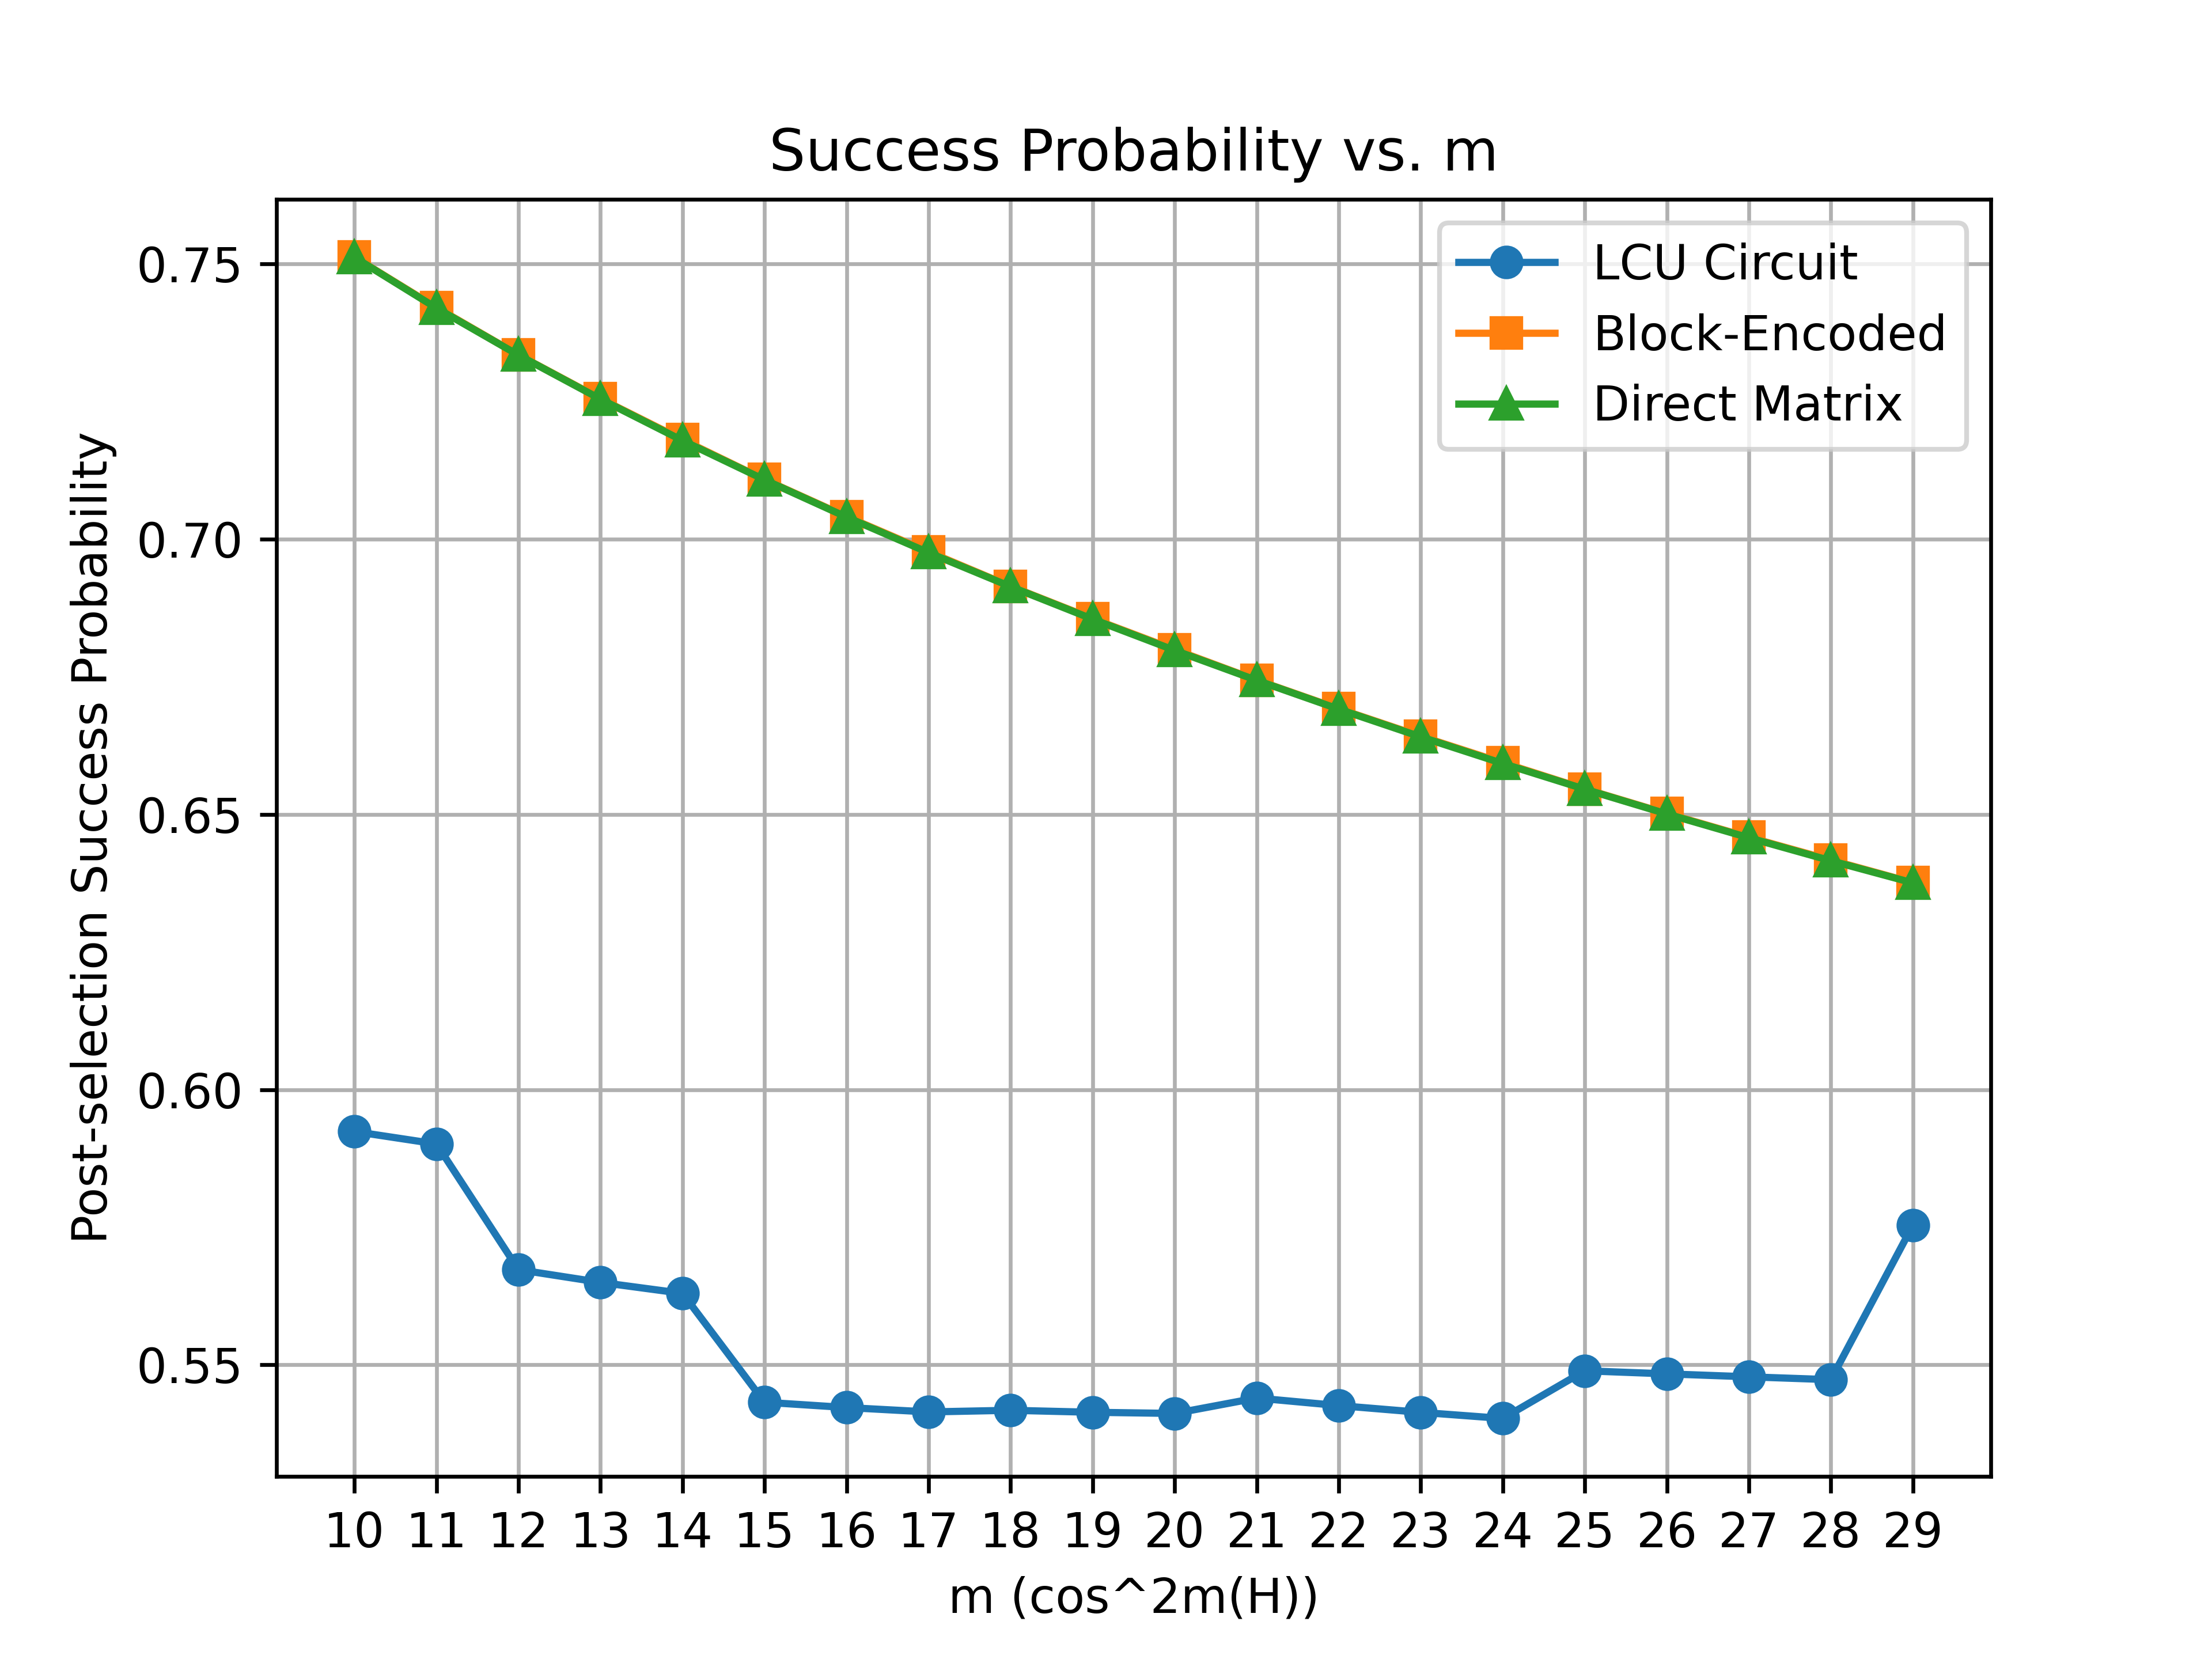 Success Probability vs. m
LCU Circuit
Block-Encoded
Direct Matrix
Post-selection Success Probability
0.75
0.70
0.65
0.60
0.55
10 11 12 13 14 15 16 17 18 19 20 21 22 23 24 25 26 27 28 29
m (cos^2m(H))